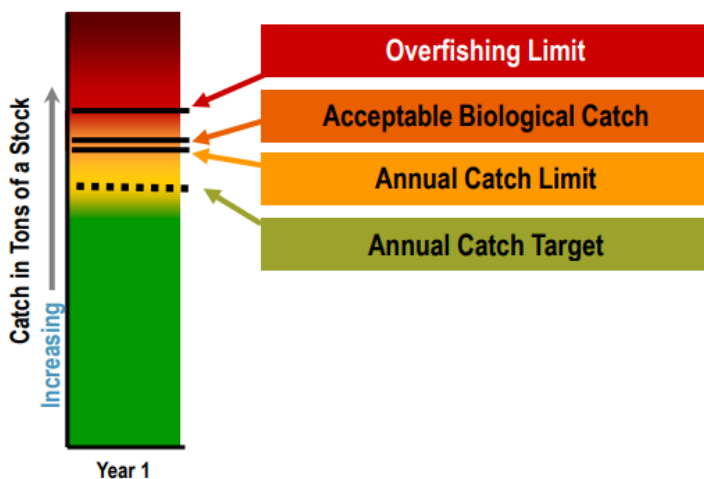 Overfishing Limit
Acceptable Biological Catch
Annual Catch Limit
Annual Catch Target
Catch in Tons of a Stock
Increasing
Year 1